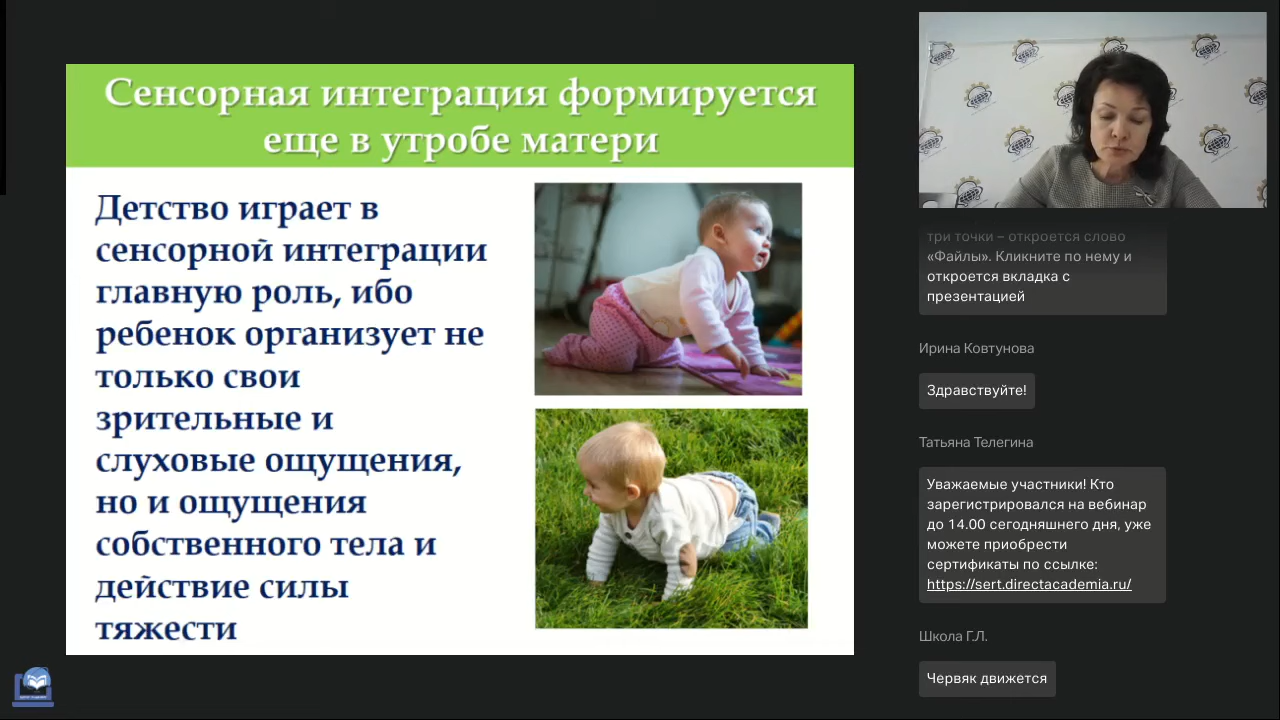 Сенсорная интеграция формируется
еще в утробе матери
Детство играет в
сенсорной интеграции
главную роль, ибо
ребенок организует не
только свои
зрительные и
слуховые ощущения,
но и ощущения
собственного тела и
действие силы
тяжести
три точки – откроется слово
«Файлы». Кликните по нему и
откроется вкладка с
презентацией
Ирина Ковтунова
Здравствуйте!
Татьяна Телегина
Уважаемые участники! Кто
зарегистрировался на вебинар
до 14.00 сегодняшнего дня, уже
можете приобрести
сертификаты по ссылке:
https://sert.directacademia.ru/
Школа Г.Л.
Червяк движется